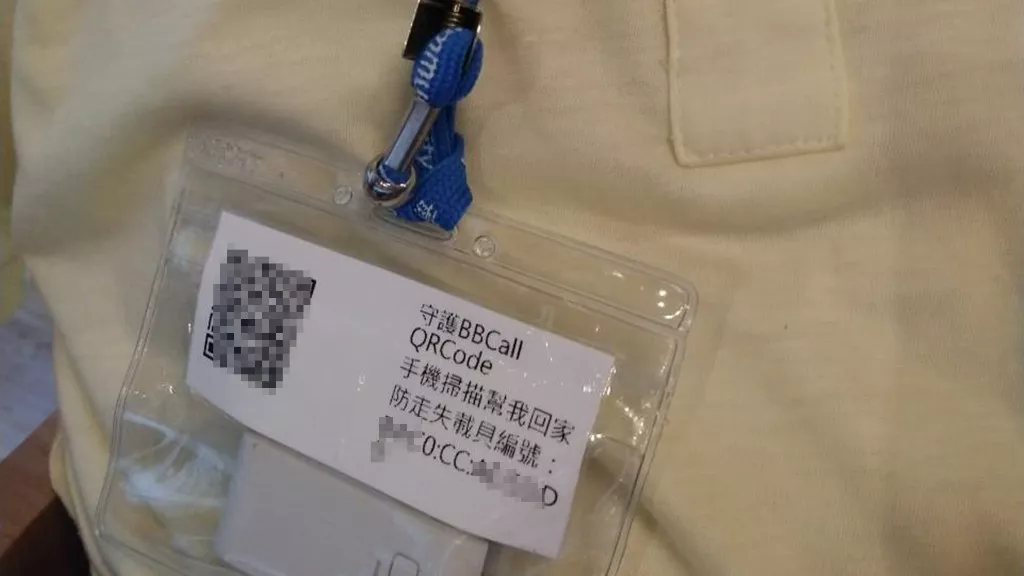 守護BBCall
QRCode
手機掃描幫我回家
防走失載具編號：
0:CC:
D